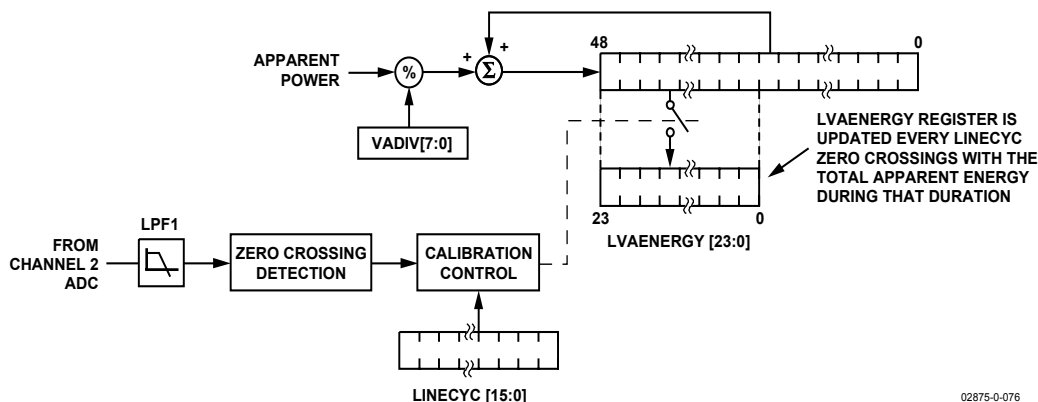 48
0
APPARENT
POWER
%
+
+
Σ
VADIV[7:0]
LVAENERGY REGISTER IS
UPDATED EVERY LINECYC
ZERO CROSSINGS WITH THE
TOTAL APPARENT ENERGY
DURING THAT DURATION
23
0
LVAENERGY [23:0]
FROM
CHANNEL 2
ADC
LPF1
ZERO CROSSING
DETECTION
CALIBRATION
CONTROL
LINECYC [15:0]
02875-0-076